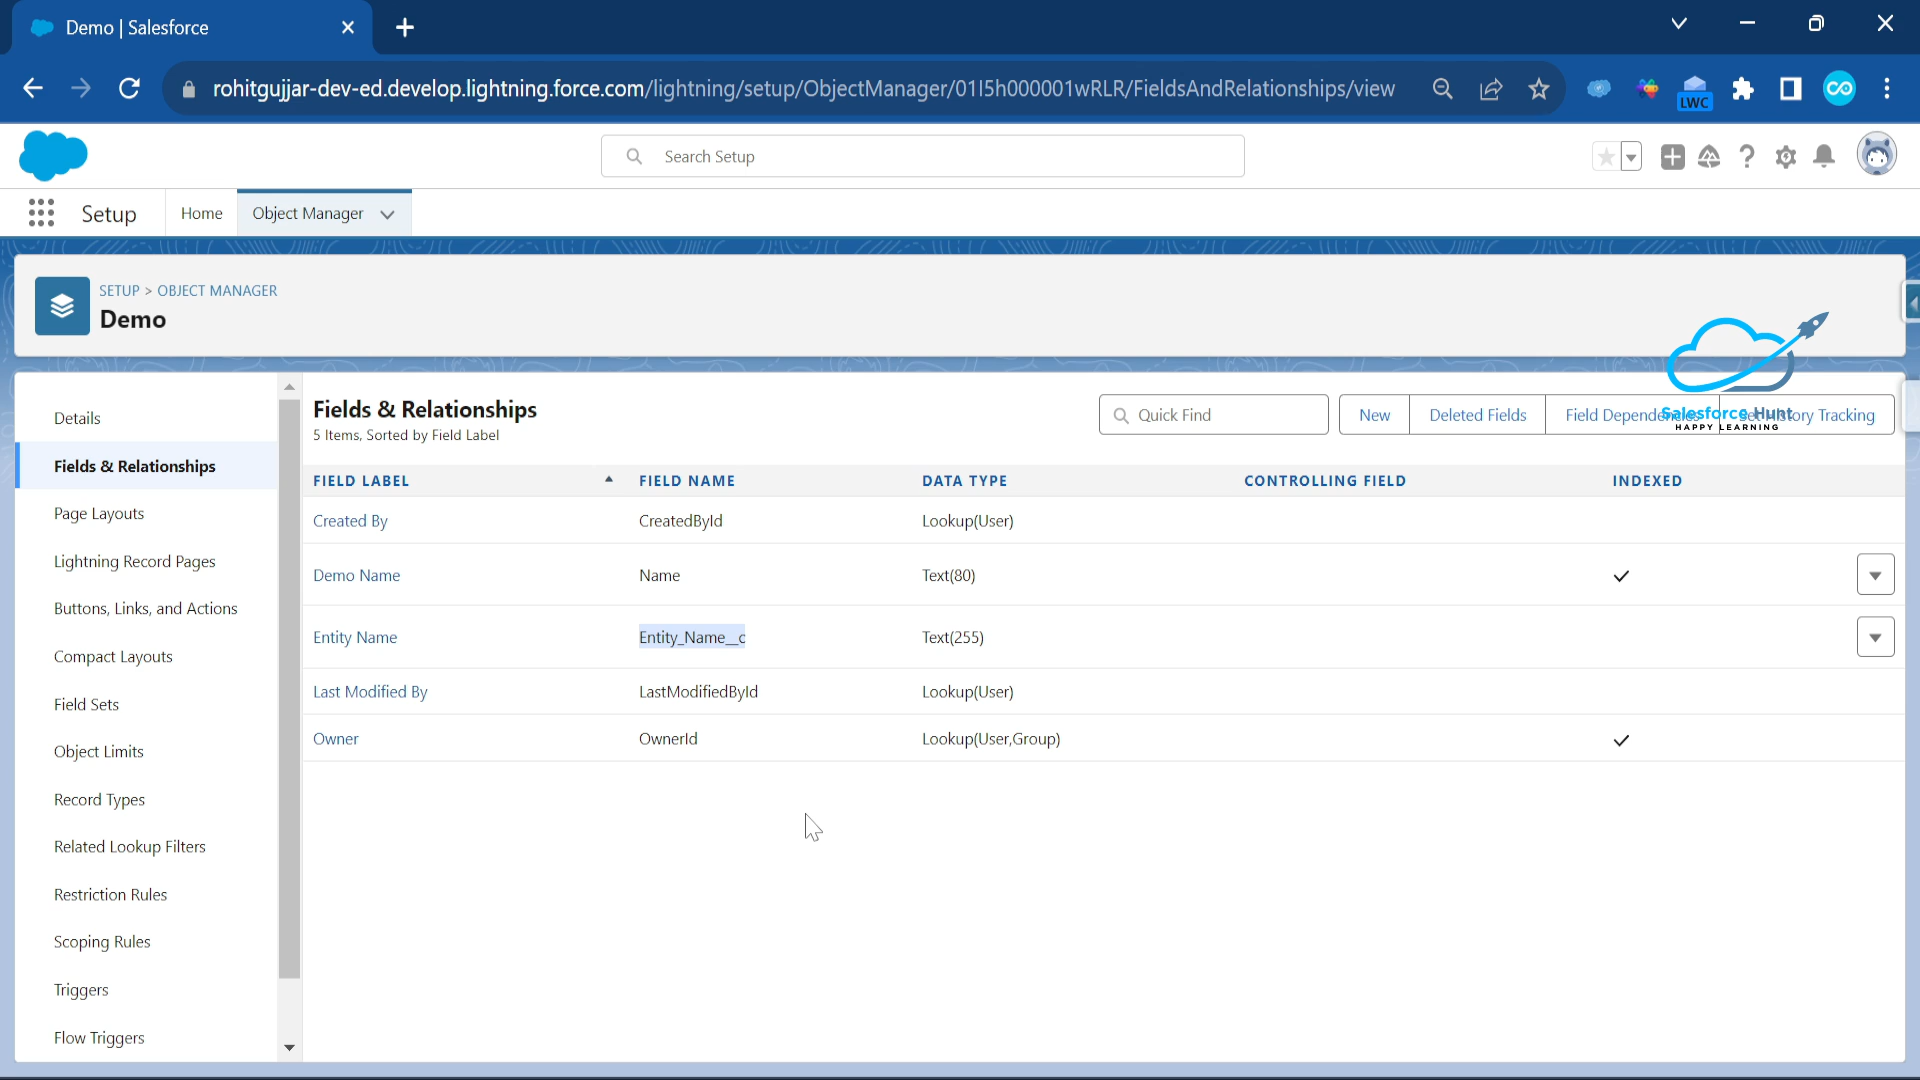 Demo | Salesforce
rohitgujjar-dev-ed.develop.lightning.force.com/lightning/setup/ObjectManager/01I5h000001wRLR/FieldsAndRelationships/view
LWC
Search Setup
Setup
Home
Object Manager
SETUP > OBJECT MANAGER
Demo
Details
Fields & Relationships
Page Layouts
Lightning Record Pages
Buttons, Links, and Actions
Compact Layouts
Field Sets
Object Limits
Record Types
Related Lookup Filters
Restriction Rules
Scoping Rules
Triggers
Flow Triggers
Fields & Relationships
5 Items, Sorted by Field Label
Quick Find
New
Deleted Fields
Field Dependencies
Set History Tracking
Salesforce Hunt
HAPPY LEARNING
FIELD LABEL FIELD NAME DATA TYPE CONTROLLING FIELD INDEXED
Created By CreatedById Lookup(User)
Demo Name Name Text(80)
Entity Name Entity_Name__c Text(255)
Last Modified By LastModifiedById Lookup(User)
Owner OwnerId Lookup(User,Group)